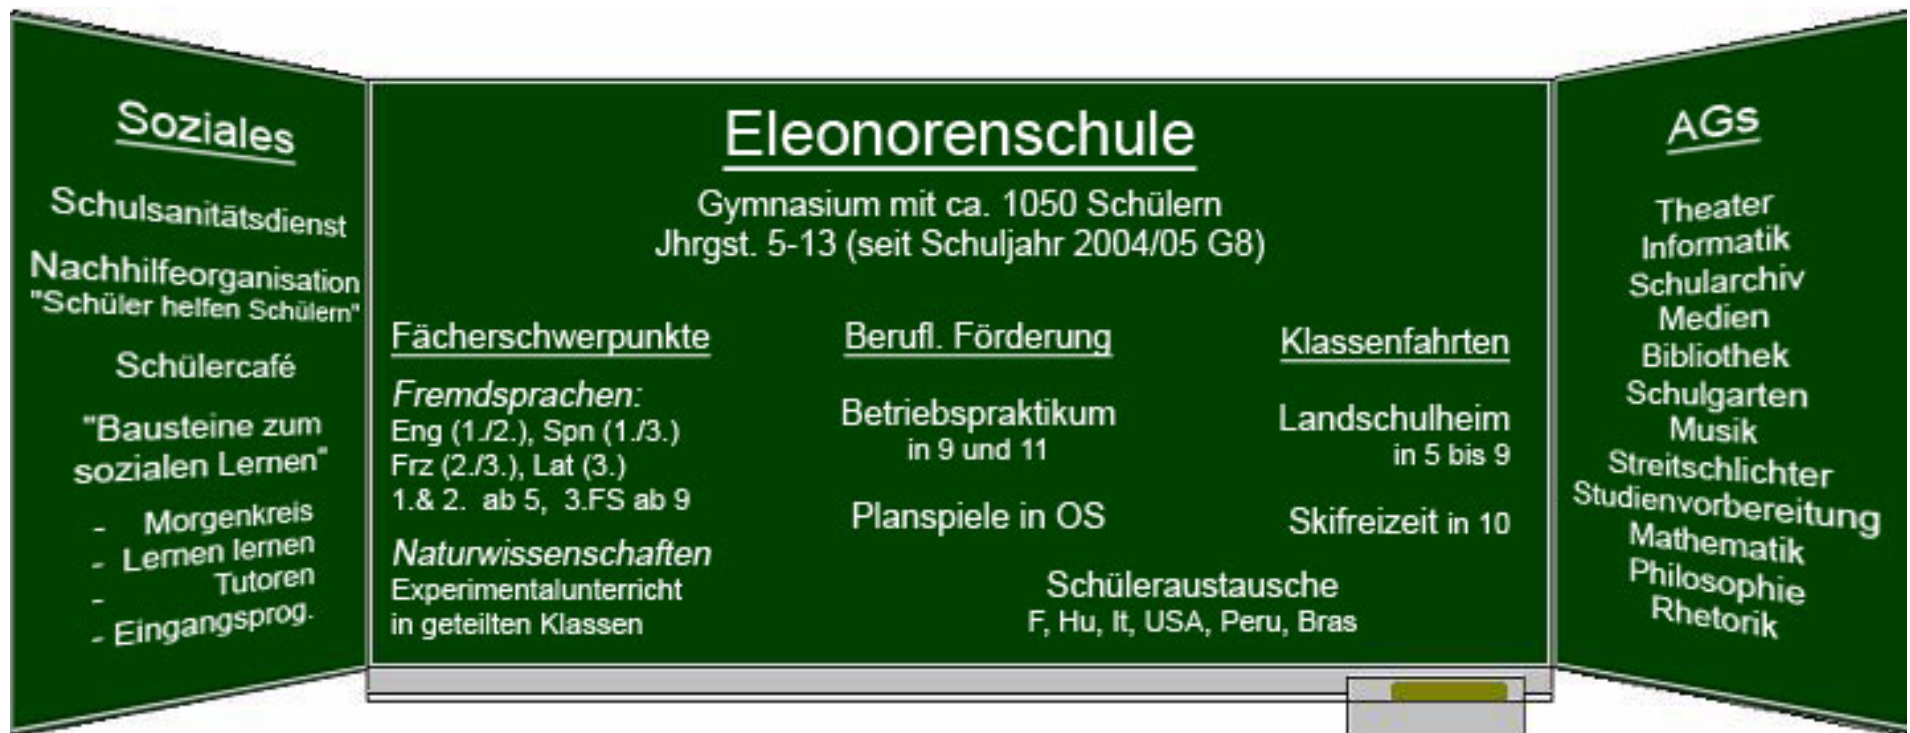 Soziales
Schulsanitätsdienst
Nachhilfeorganisation
"Schüler helfen Schülern"
Schülercafé
"Bausteine zum
sozialen Lernen"
- Morgenkreis
- Lernen lernen
- Tutoren
- Eingangsprog.
Eleonorenschule
Gymnasium mit ca. 1050 Schülern
Jhrgst. 5-13 (seit Schuljahr 2004/05 G8)
Fächerschwerpunkte
Fremdsprachen:
Eng (1./2.), Spn (1./3.)
Frz (2./3.), Lat (3.)
1.& 2. ab 5, 3.FS ab 9
Naturwissenschaften
Experimentalunterricht
in geteilten Klassen
Berufl. Förderung
Betriebspraktikum
in 9 und 11
Planspiele in OS
Klassenfahrten
Landschulheim
in 5 bis 9
Skifreizeit in 10
Schüleraustausche
F, Hu, It, USA, Peru, Bras
AGs
Theater
Informatik
Schularchiv
Medien
Bibliothek
Schulgarten
Musik
Streitschlichter
Studienvorbereitung
Mathematik
Philosophie
Rhetorik